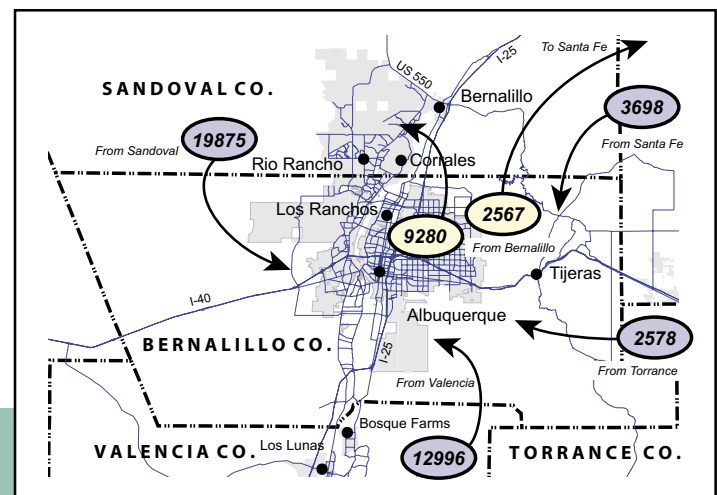 To Santa Fe
I-25
US 550
SANDOVAL CO.
Bernalillo
3698
19875
From Sandoval
From Santa Fe
Rio Rancho
Corrales
Los Ranchos
2567
9280
From Bernalillo
Tijeras
I-40
Albuquerque
2578
BERNALILLO CO.
I-25
From Torrance
From Valencia
Bosque Farms
VALENCIA CO.
Los Lunas
TORRANCE CO.
12996